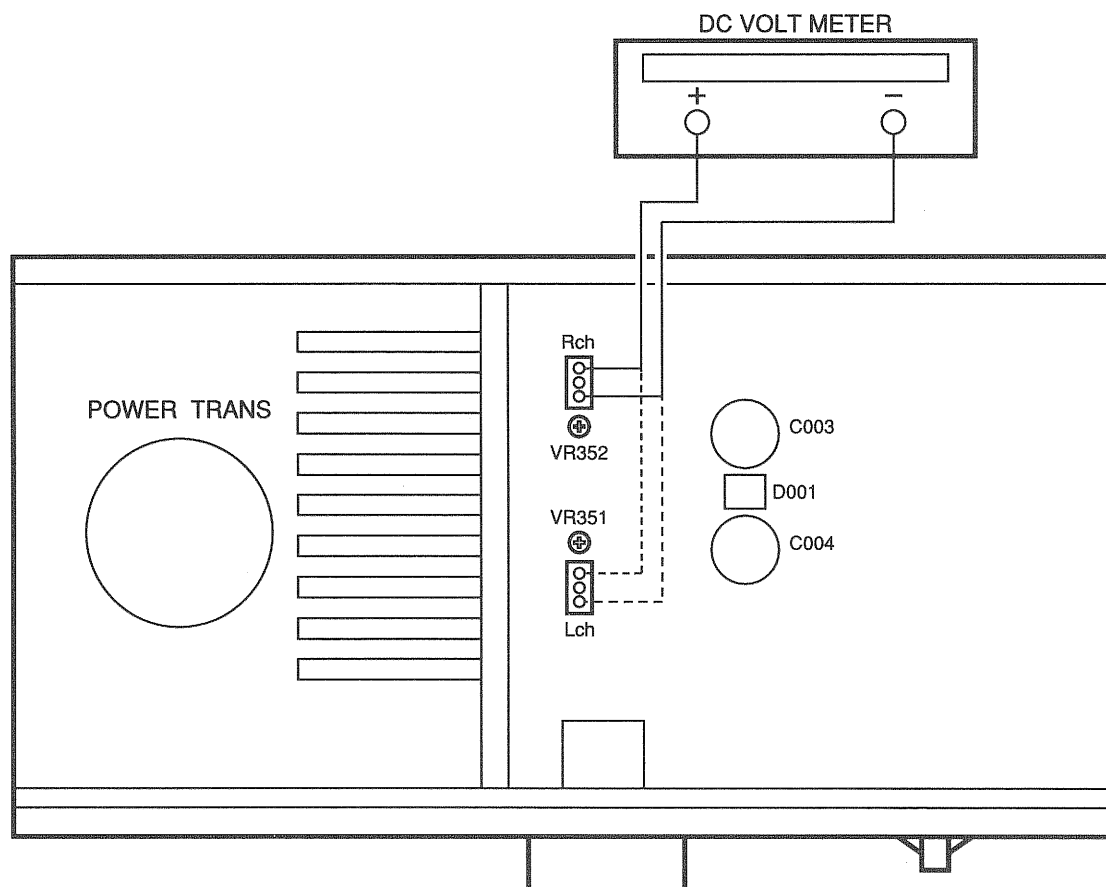 DC VOLT METER
+ −
Rch
POWER TRANS
VR352
C003
D001
VR351
C004
Lch